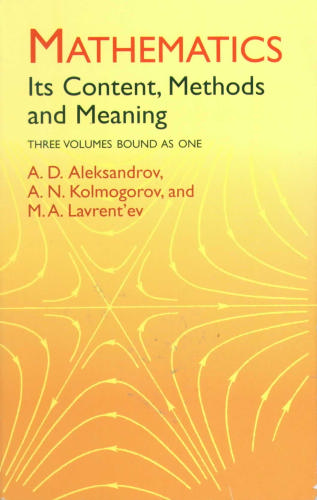 MATHEMATICS
Its Content, Methods
and Meaning
THREE VOLUMES BOUND AS ONE
A. D. Aleksandrov,
A. N. Kolmogorov, and
M. A. Lavrent'ev